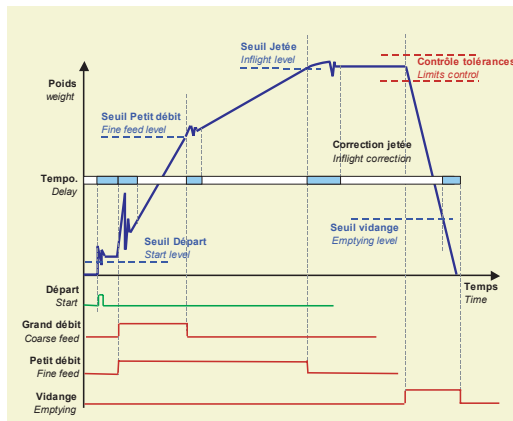 Seuil Jetée
Inflight level
Contrôle tolérances
Limits control
Poids
weight
Seuil Petit débit
Fine feed level
Correction jetée
Inflight correction
Tempo.
Delay
Seuil vidange
Emptying level
Seuil Départ
Start level
Temps
Time
Départ
Start
Grand débit
Coarse feed
Petit débit
Fine feed
Vidange
Emptying